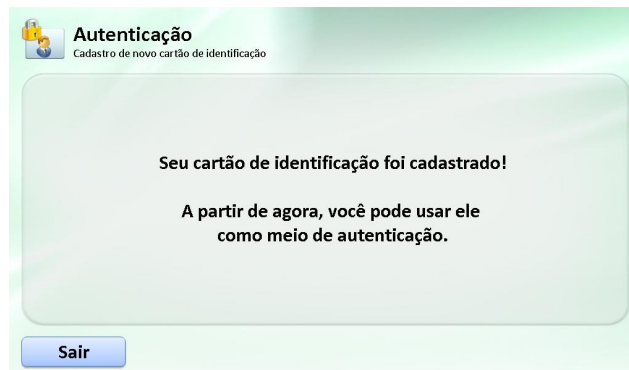 Autenticação
Cadastro de novo cartão de identificação
Seu cartão de identificação foi cadastrado!
A partir de agora, você pode usar ele
como meio de autenticação.
Sair